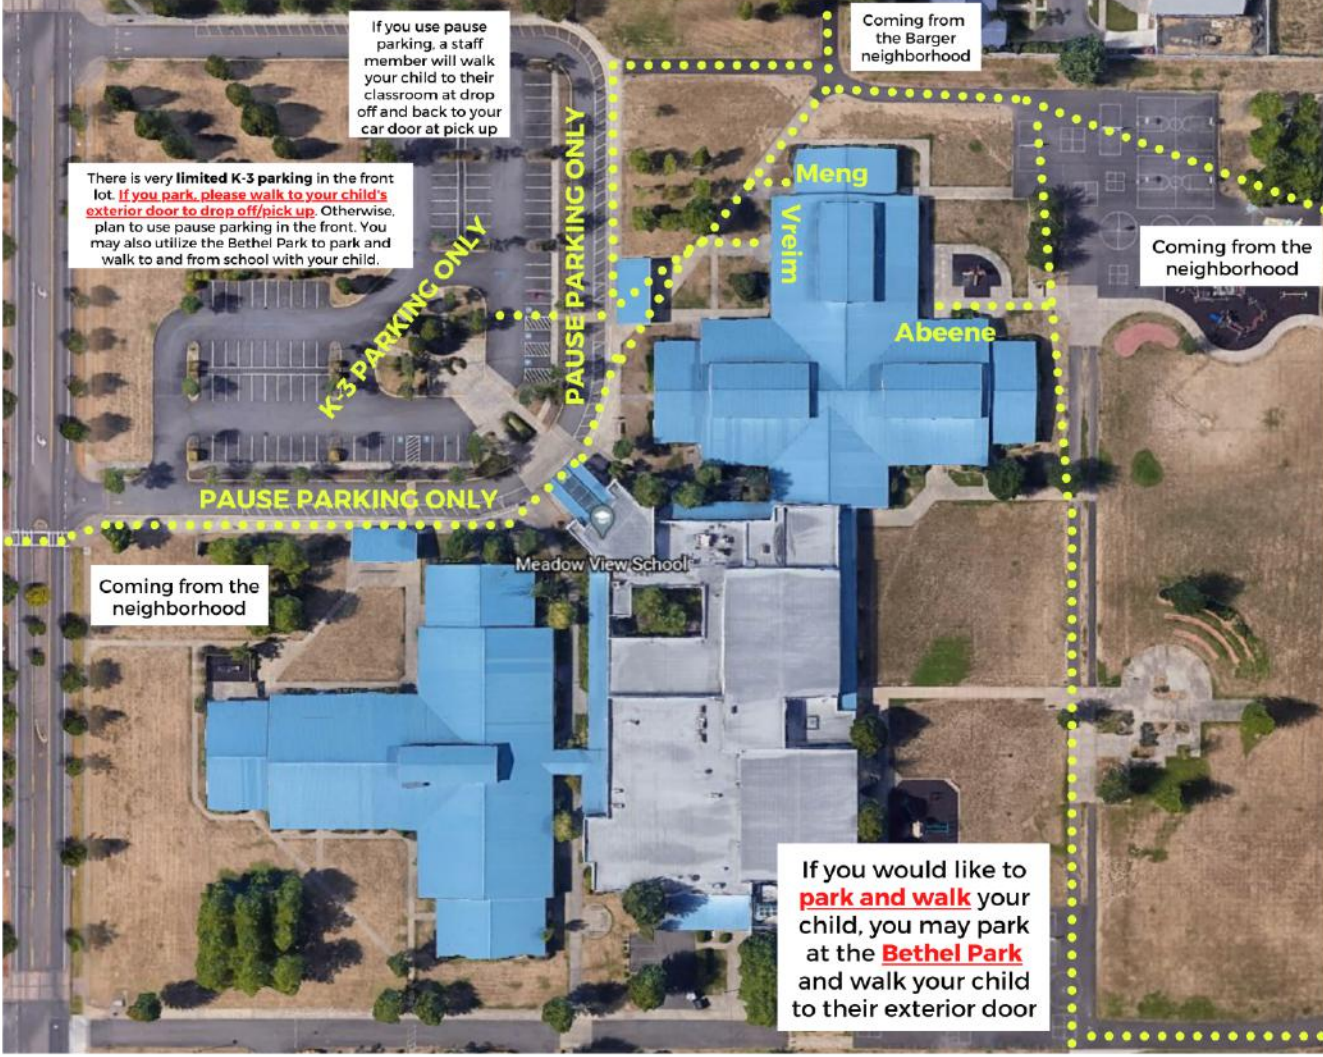 If you use pause
parking, a staff
member will walk
your child to their
classroom at drop
off and back to your
car door at pick up
Coming from
the Barger
neighborhood
There is very limited K-3 parking in the front
lot. If you park, please walk to your child's
exterior door to drop off/pick up. Otherwise,
plan to use pause parking in the front. You
may also utilize the Bethel Park to park and
walk to and from school with your child.
PAUSE PARKING ONLY
K-3 PARKING ONLY
Meng
Vreim
Abeene
Coming from the
neighborhood
PAUSE PARKING ONLY
Meadow View School
Coming from the
neighborhood
If you would like to
park and walk your
child, you may park
at the Bethel Park
and walk your child
to their exterior door